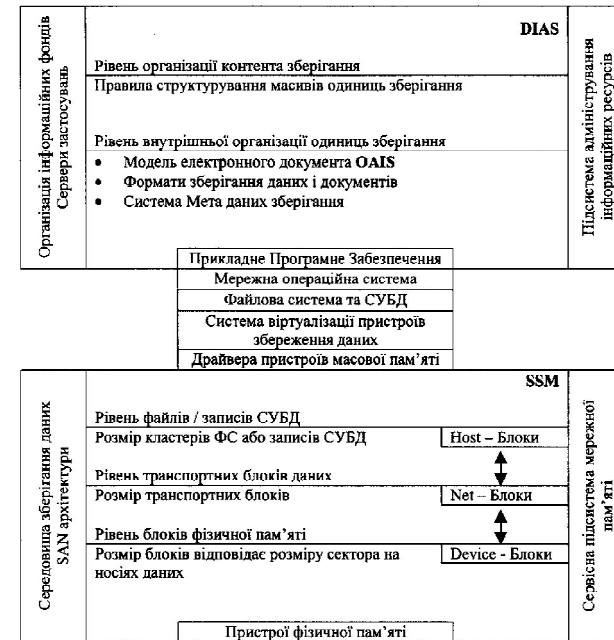 DIAS
Організація інформаційних фондів
Сервери застосувань
Рівень організації контента зберігання
Правила структурування масивів одиниць зберігання
Рівень внутрішньої організації одиниць зберігання
• Модель електронного документа OAIS
• Формати зберігання даних і документів
• Система Мета даних зберігання
Підсистема адміністрування
інформаційних ресурсів
Прикладне Програмне Забезпечення
Мережна операційна система
Файлова система та СУБД
Система віртуалізації пристроїв
збереження даних
Драйвера пристроїв масової пам’яті
SSM
Середовища зберігання даних
SAN архітектури
Рівень файлів / записів СУБД
Розмір кластерів ФС або записів СУБД
Host – Блоки
Рівень транспортних блоків даних
Розмір транспортних блоків
Net – Блоки
Рівень блоків фізичної пам’яті
Розмір блоків відповідає розміру сектора на
носіях даних
Device - Блоки
Сервісна підсистема мережної
пам’яті
Пристрої фізичної пам’яті